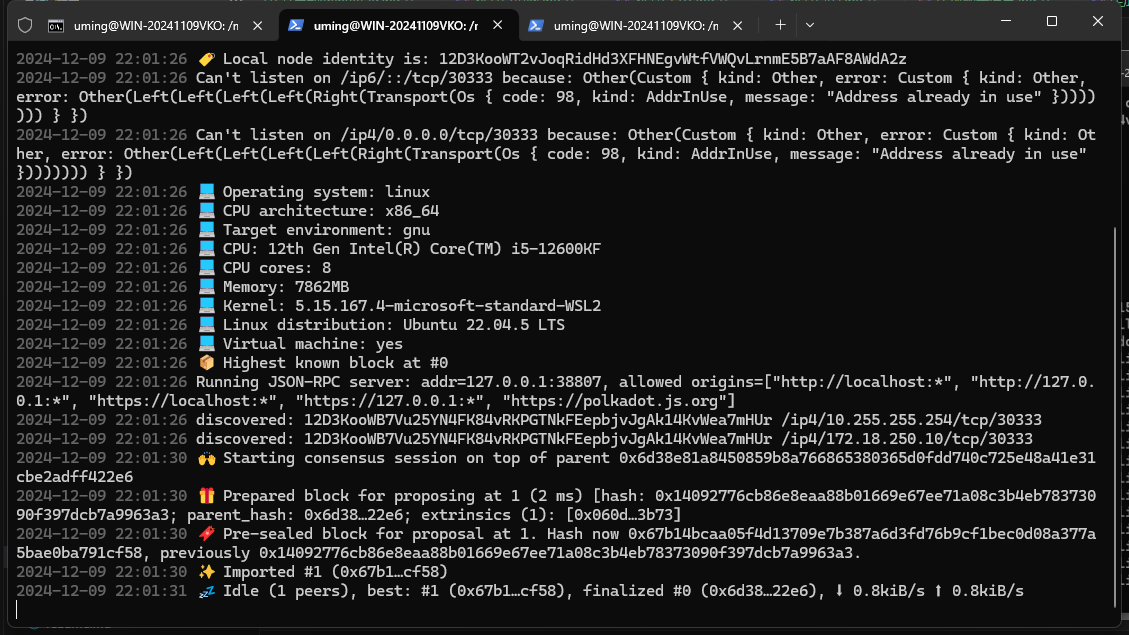 uming@WIN-20241109VKO: /n
uming@WIN-20241109VKO: /r
uming@WIN-20241109VKO: /n
2024-12-09 22:01:26 🏷 Local node identity is: 12D3KooWT2vJoqRidHd3XFHNEgvWtfVWQvLrnmE5B7aAF8AWdA2z
2024-12-09 22:01:26 Can't listen on /ip6/::/tcp/30333 because: Other(Custom { kind: Other, error: Custom { kind: Other,
error: Other(Left(Left(Left(Left(Right(Transport(Os { code: 98, kind: AddrInUse, message: "Address already in use" })))))
))) } })
2024-12-09 22:01:26 Can't listen on /ip4/0.0.0.0/tcp/30333 because: Other(Custom { kind: Other, error: Custom { kind: Ot
her, error: Other(Left(Left(Left(Left(Right(Transport(Os { code: 98, kind: AddrInUse, message: "Address already in use"
})))))))) } })
2024-12-09 22:01:26 💻 Operating system: linux
2024-12-09 22:01:26 💻 CPU architecture: x86_64
2024-12-09 22:01:26 💻 Target environment: gnu
2024-12-09 22:01:26 💻 CPU: 12th Gen Intel(R) Core(TM) i5-12600KF
2024-12-09 22:01:26 💻 CPU cores: 8
2024-12-09 22:01:26 💻 Memory: 7862MB
2024-12-09 22:01:26 💻 Kernel: 5.15.167.4-microsoft-standard-WSL2
2024-12-09 22:01:26 💻 Linux distribution: Ubuntu 22.04.5 LTS
2024-12-09 22:01:26 💻 Virtual machine: yes
2024-12-09 22:01:26 📦 Highest known block at #0
2024-12-09 22:01:26 Running JSON-RPC server: addr=127.0.0.1:38807, allowed origins=["http://localhost:*", "http://127.0.
0.1:*", "https://localhost:*", "https://127.0.0.1:*", "https://polkadot.js.org"]
2024-12-09 22:01:26 discovered: 12D3KooWB7Vu25YN4FK84vRKPGTNkFEepbjvJgAk14KvWea7mHUr /ip4/10.255.255.254/tcp/30333
2024-12-09 22:01:26 discovered: 12D3KooWB7Vu25YN4FK84vRKPGTNkFEepbjvJgAk14KvWea7mHUr /ip4/172.18.250.10/tcp/30333
2024-12-09 22:01:30 🙌 Starting consensus session on top of parent 0x6d38e81a8450859b8a766865380365d0fdd740c725e48a41e31
cbe2adff422e6
2024-12-09 22:01:30 🎁 Prepared block for proposing at 1 (2 ms) [hash: 0x14092776cb86e8eaa88b01669e67ee71a08c3b4eb783730
90f397dcb7a9963a3; parent_hash: 0x6d38…22e6; extrinsics (1): [0x060d…3b73]
2024-12-09 22:01:30 🔖 Pre-sealed block for proposal at 1. Hash now 0x67b14bcaa05f4d13709e7b387a6d3fd76b9cf1bec0d08a377a
5bae0ba791cf58, previously 0x14092776cb86e8eaa88b01669e67ee71a08c3b4eb78373090f397dcb7a9963a3.
2024-12-09 22:01:30 ✨ Imported #1 (0x67b1…cf58)
2024-12-09 22:01:31 💤 Idle (1 peers), best: #1 (0x67b1…cf58), finalized #0 (0x6d38…22e6), ⬇ 0.8kiB/s ⬆ 0.8kiB/s